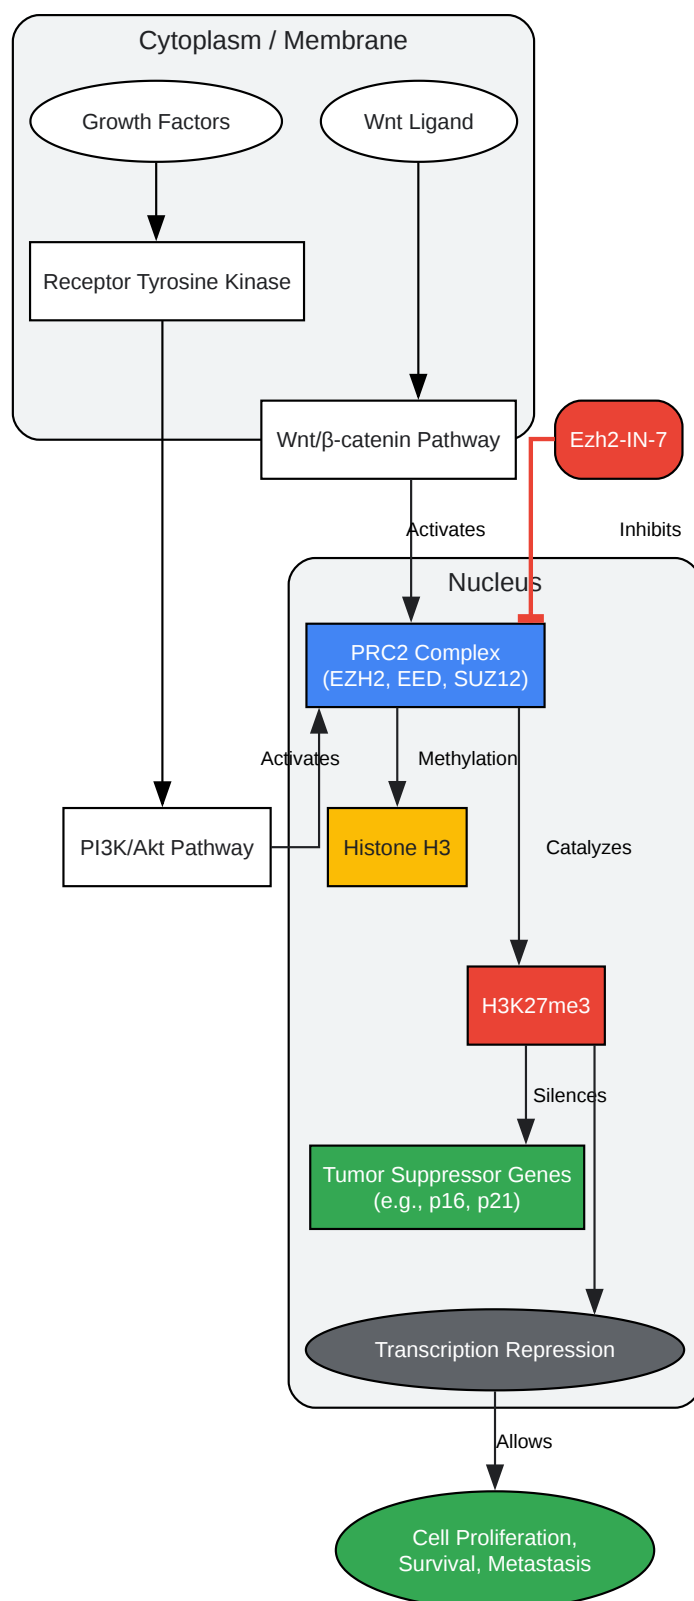 Cytoplasm / Membrane
Growth Factors
Wnt Ligand
Receptor Tyrosine Kinase
Wnt/β-catenin Pathway
Ezh2-IN-7
Activates
Inhibits
Nucleus
PRC2 Complex
(EZH2, EED, SUZ12)
Activates
Methylation
PI3K/Akt Pathway
Histone H3
Catalyzes
H3K27me3
Silences
Tumor Suppressor Genes
(e.g., p16, p21)
Transcription Repression
Allows
Cell Proliferation,
Survival, Metastasis